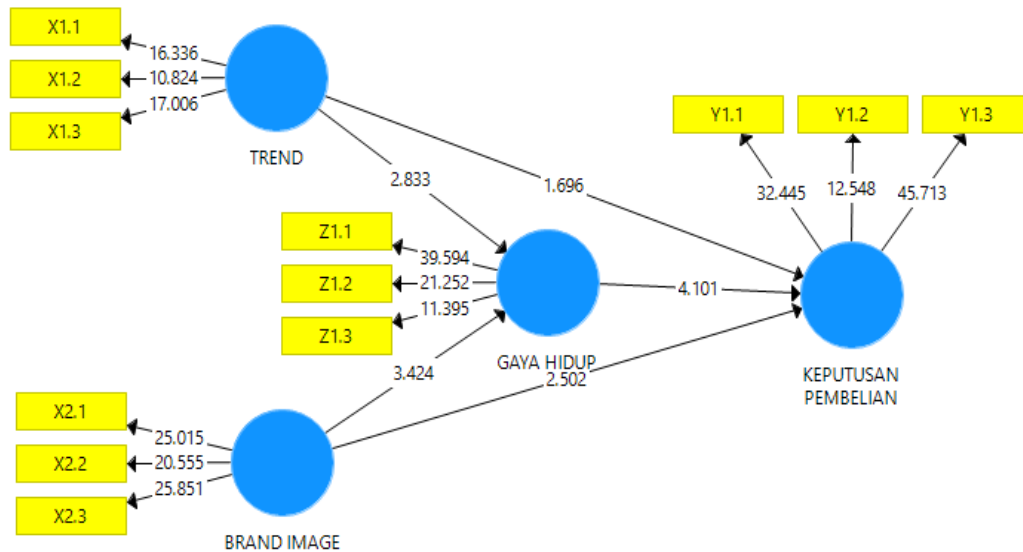 X1.1
16.336
X1.2
10.824
X1.3
17.006
TREND
Y1.1
Y1.2
Y1.3
32.445
12.548
45.713
2.833
1.696
Z1.1
39.594
Z1.2
21.252
Z1.3
11.395
GAYA HIDUP
4.101
3.424
2.502
KEPUTUSAN
PEMBELIAN
X2.1
25.015
X2.2
20.555
X2.3
25.851
BRAND IMAGE